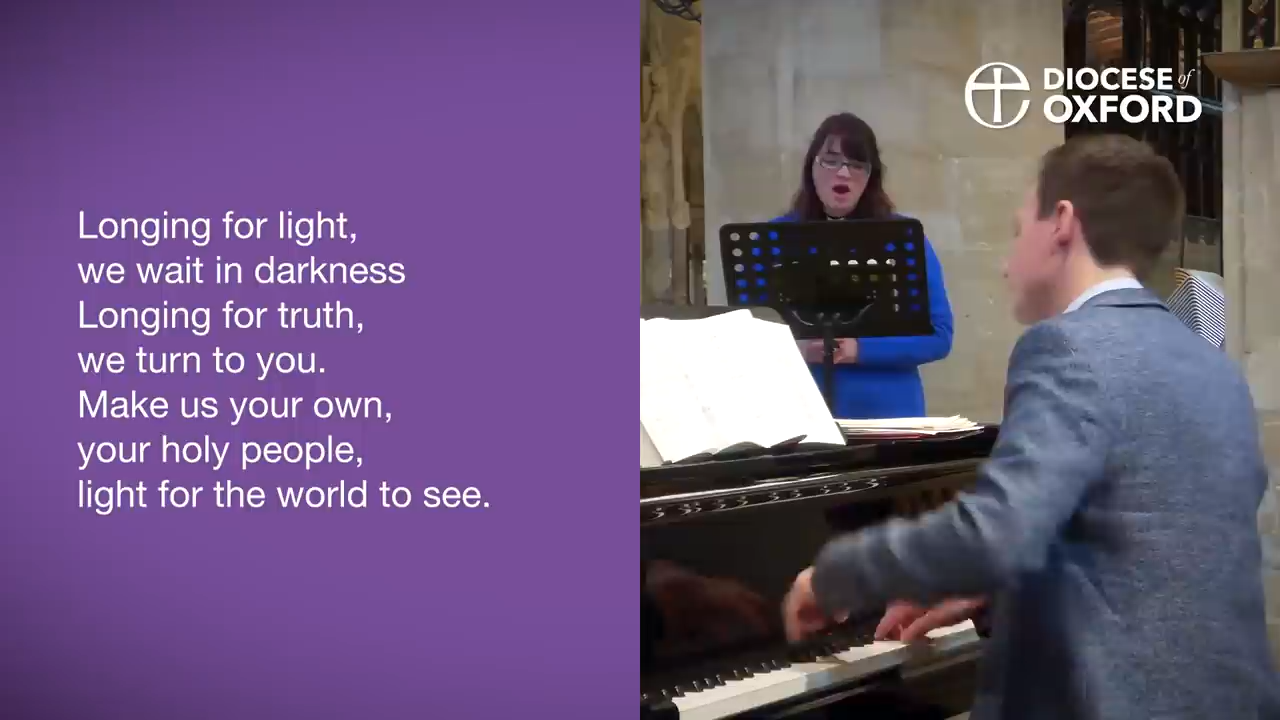 Longing for light,
we wait in darkness
Longing for truth,
we turn to you.
Make us your own,
your holy people,
light for the world to see.
DIOCESE of
OXFORD